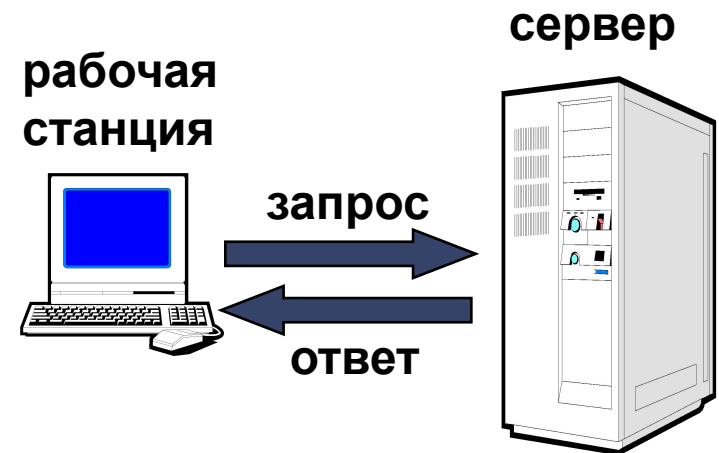 сервер
рабочая
станция
запрос
ответ